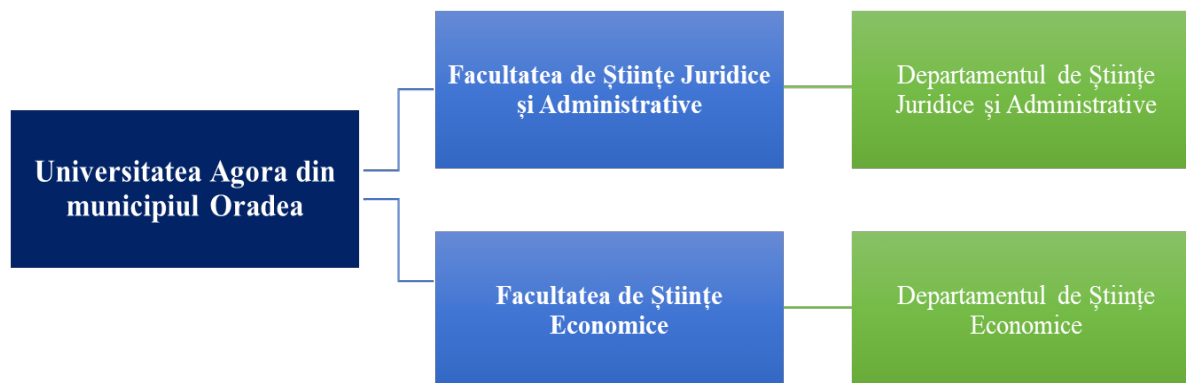 Universitatea Agora din
municipiul Oradea
Facultatea de Științe Juridice
și Administrative
Departamentul de Științe
Juridice și Administrative
Facultatea de Științe
Economice
Departamentul de Științe
Economice